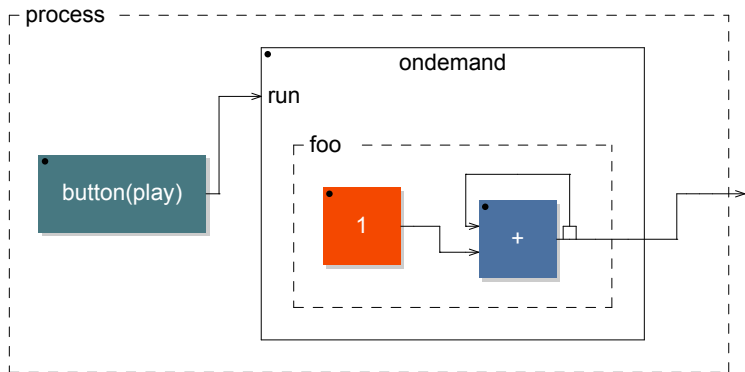 process
ondemand
run
foo
button(play)
1
+